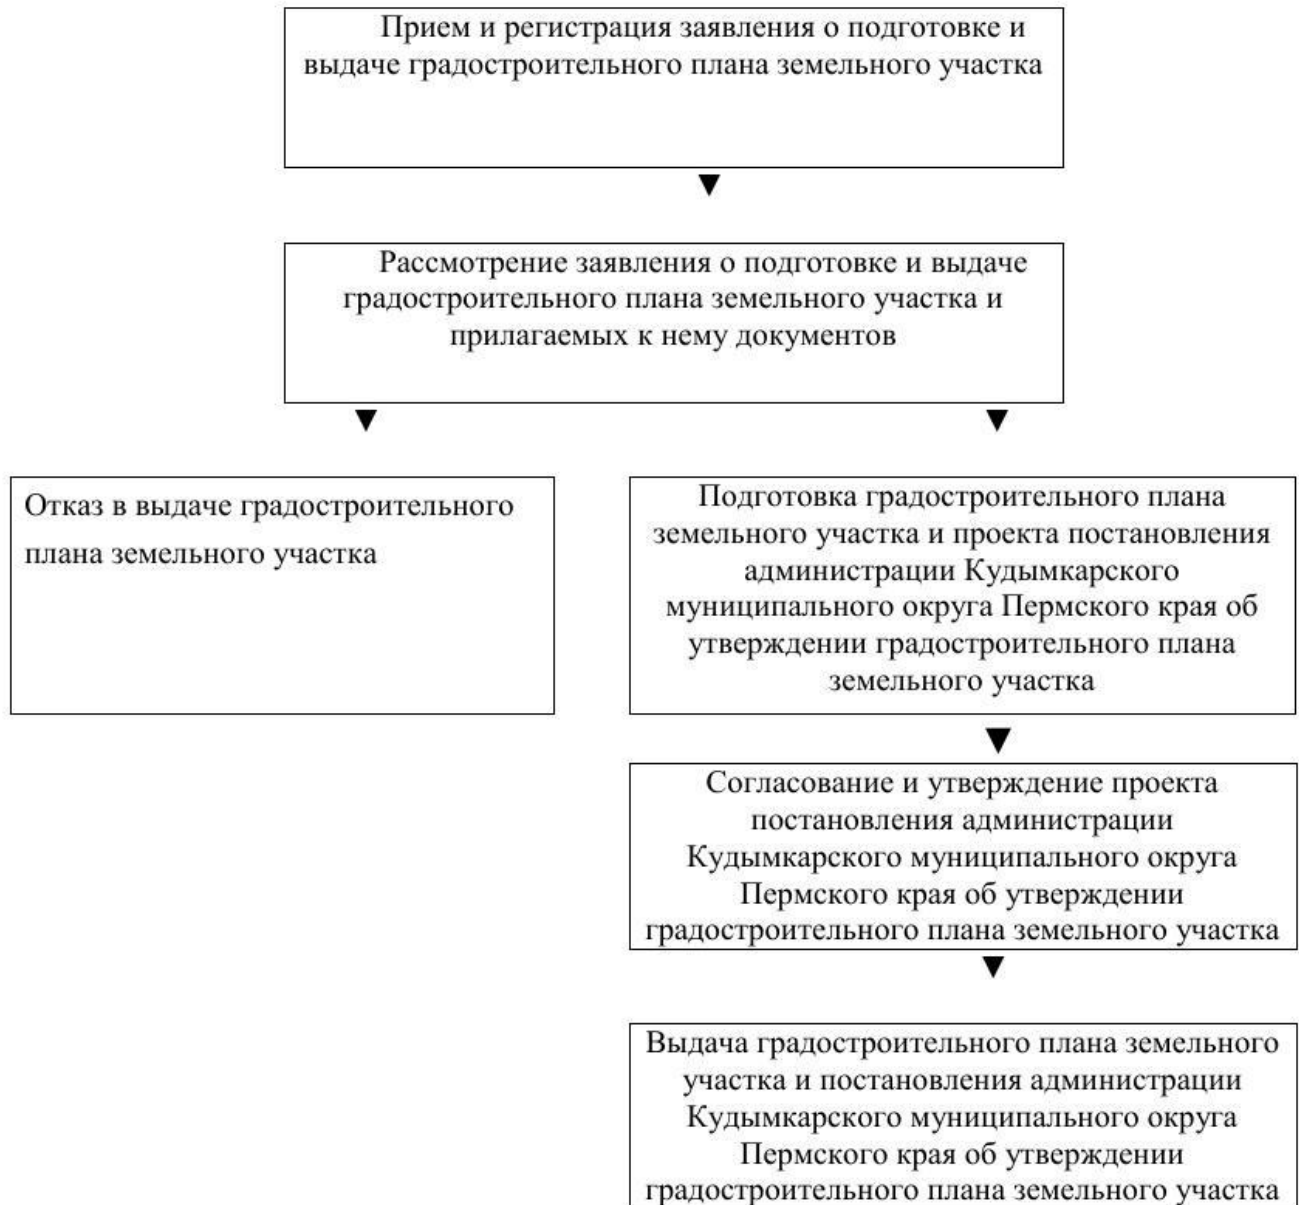 Прием и регистрация заявления о подготовке и
выдаче градостроительного плана земельного участка
Рассмотрение заявления о подготовке и выдаче
градостроительного плана земельного участка и
прилагаемых к нему документов
Отказ в выдаче градостроительного
плана земельного участка
Подготовка градостроительного плана
земельного участка и проекта постановления
администрации Кудымкарского
муниципального округа Пермского края об
утверждении градостроительного плана
земельного участка
Согласование и утверждение проекта
постановления администрации
Кудымкарского муниципального округа
Пермского края об утверждении
градостроительного плана земельного участка
Выдача градостроительного плана земельного
участка и постановления администрации
Кудымкарского муниципального округа
Пермского края об утверждении
градостроительного плана земельного участка